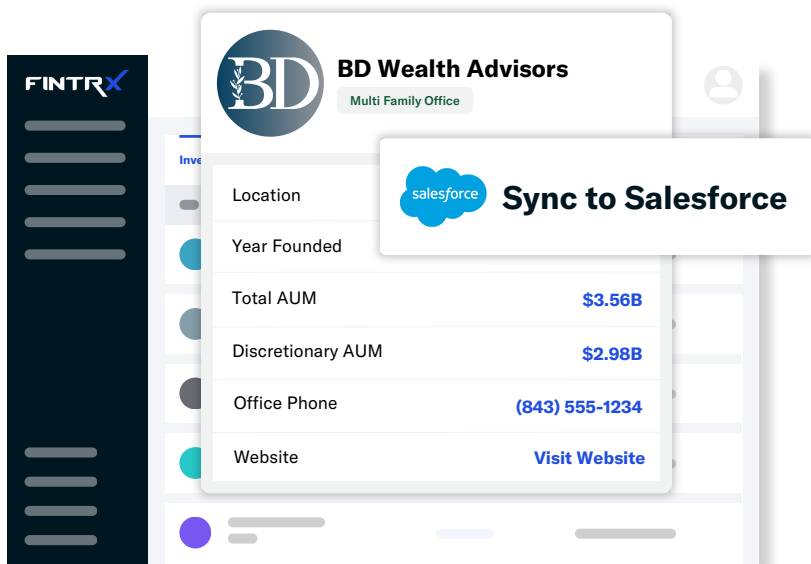 FINTRX
BD
BD Wealth Advisors
Multi Family Office
Inve
salesforce
Sync to Salesforce
Location
Year Founded
Total AUM
$3.56B
Discretionary AUM
$2.98B
Office Phone
(843) 555-1234
Website
Visit Website